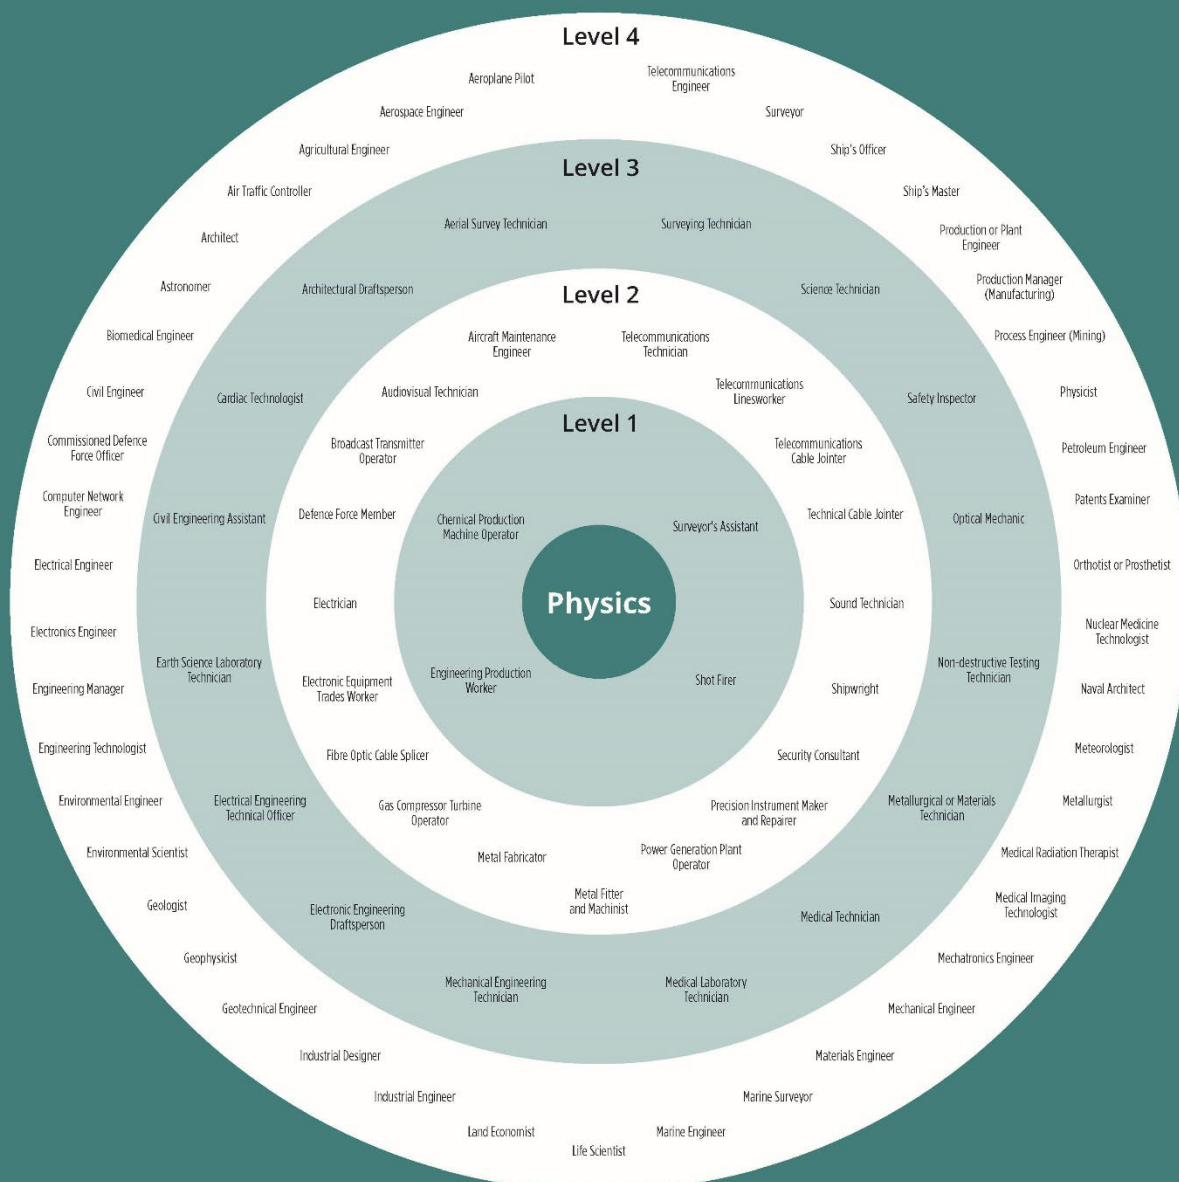 Level 4
Aeroplane Pilot
Telecommunications
Engineer
Aerospace Engineer
Surveyor
Agricultural Engineer
Ship's Officer
Air Traffic Controller
Ship's Master
Architect
Production or Plant
Engineer
Astronomer
Production Manager
(Manufacturing)
Biomedical Engineer
Process Engineer (Mining)
Civil Engineer
Physicist
Commissioned Defence
Force Officer
Petroleum Engineer
Computer Network
Engineer
Patents Examiner
Electrical Engineer
Orthotist or Prosthetist
Electronics Engineer
Nuclear Medicine
Technologist
Engineering Manager
Naval Architect
Engineering Technologist
Meteorologist
Environmental Engineer
Metallurgist
Environmental Scientist
Medical Radiation Therapist
Geologist
Medical Imaging
Technologist
Geophysicist
Mechatronics Engineer
Geotechnical Engineer
Mechanical Engineer
Industrial Designer
Materials Engineer
Industrial Engineer
Marine Surveyor
Land Economist
Marine Engineer
Life Scientist
Level 3
Aerial Survey Technician
Surveying Technician
Architectural Draftsperson
Science Technician
Cardiac Technologist
Safety Inspector
Civil Engineering Assistant
Optical Mechanic
Earth Science Laboratory
Technician
Non-destructive Testing
Technician
Electrical Engineering
Technical Officer
Metallurgical or Materials
Technician
Electronic Engineering
Draftsperson
Medical Technician
Mechanical Engineering
Technician
Medical Laboratory
Technician
Level 2
Aircraft Maintenance
Engineer
Telecommunications
Technician
Audiovisual Technician
Telecommunications
Linesworker
Broadcast Transmitter
Operator
Telecommunications
Cable Jointer
Defence Force Member
Technical Cable Jointer
Electrician
Sound Technician
Electronic Equipment
Trades Worker
Shipwright
Fibre Optic Cable Splicer
Security Consultant
Gas Compressor Turbine
Operator
Precision Instrument Maker
and Repairer
Metal Fabricator
Power Generation Plant
Operator
Metal Fitter
and Machinist
Level 1
Chemical Production
Machine Operator
Surveyor's Assistant
Engineering Production
Worker
Shot Firer
Physics